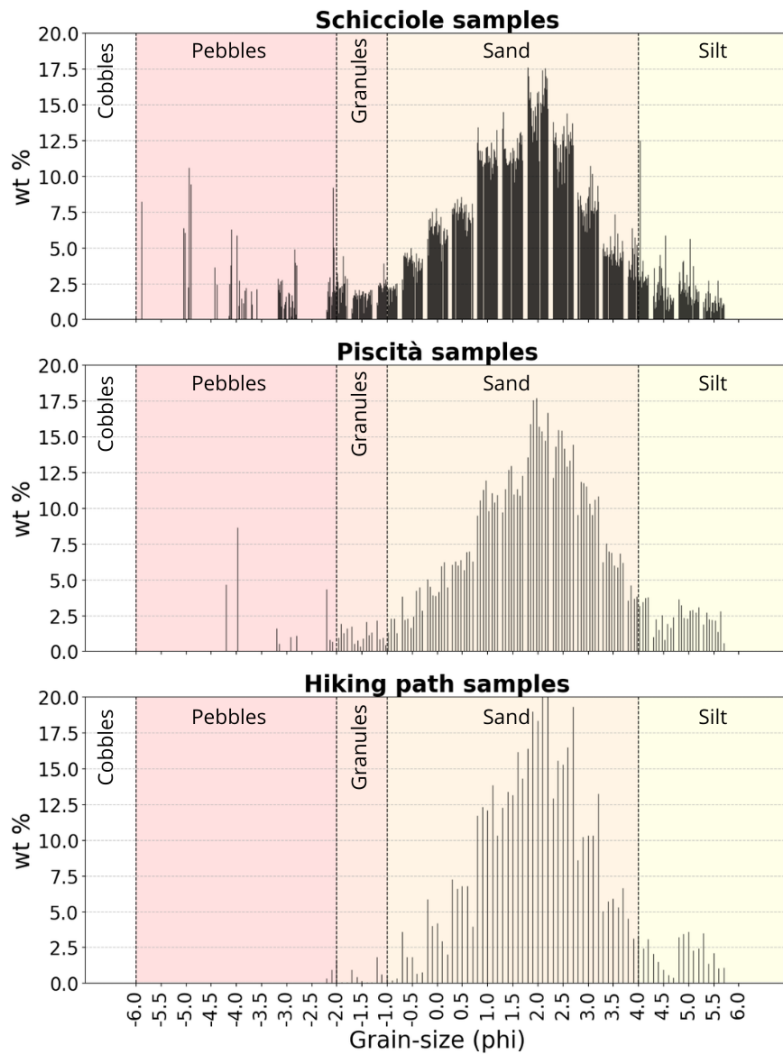 Schicciole samples
20.0
17.5
15.0
12.5
10.0
7.5
5.0
2.5
0.0
wt %
Cobbles
Pebbles
Granules
Sand
Silt
Piscità samples
20.0
17.5
15.0
12.5
10.0
7.5
5.0
2.5
0.0
wt %
Cobbles
Pebbles
Granules
Sand
Silt
Hiking path samples
20.0
17.5
15.0
12.5
10.0
7.5
5.0
2.5
0.0
wt %
Cobbles
Pebbles
Granules
Sand
Silt
-6.0 -5.5 -5.0 -4.5 -4.0 -3.5 -3.0 -2.5 -2.0 -1.5 -1.0 -0.5 0.0 0.5 1.0 1.5 2.0 2.5 3.0 3.5 4.0 4.5 5.0 5.5 6.0
Grain-size (phi)